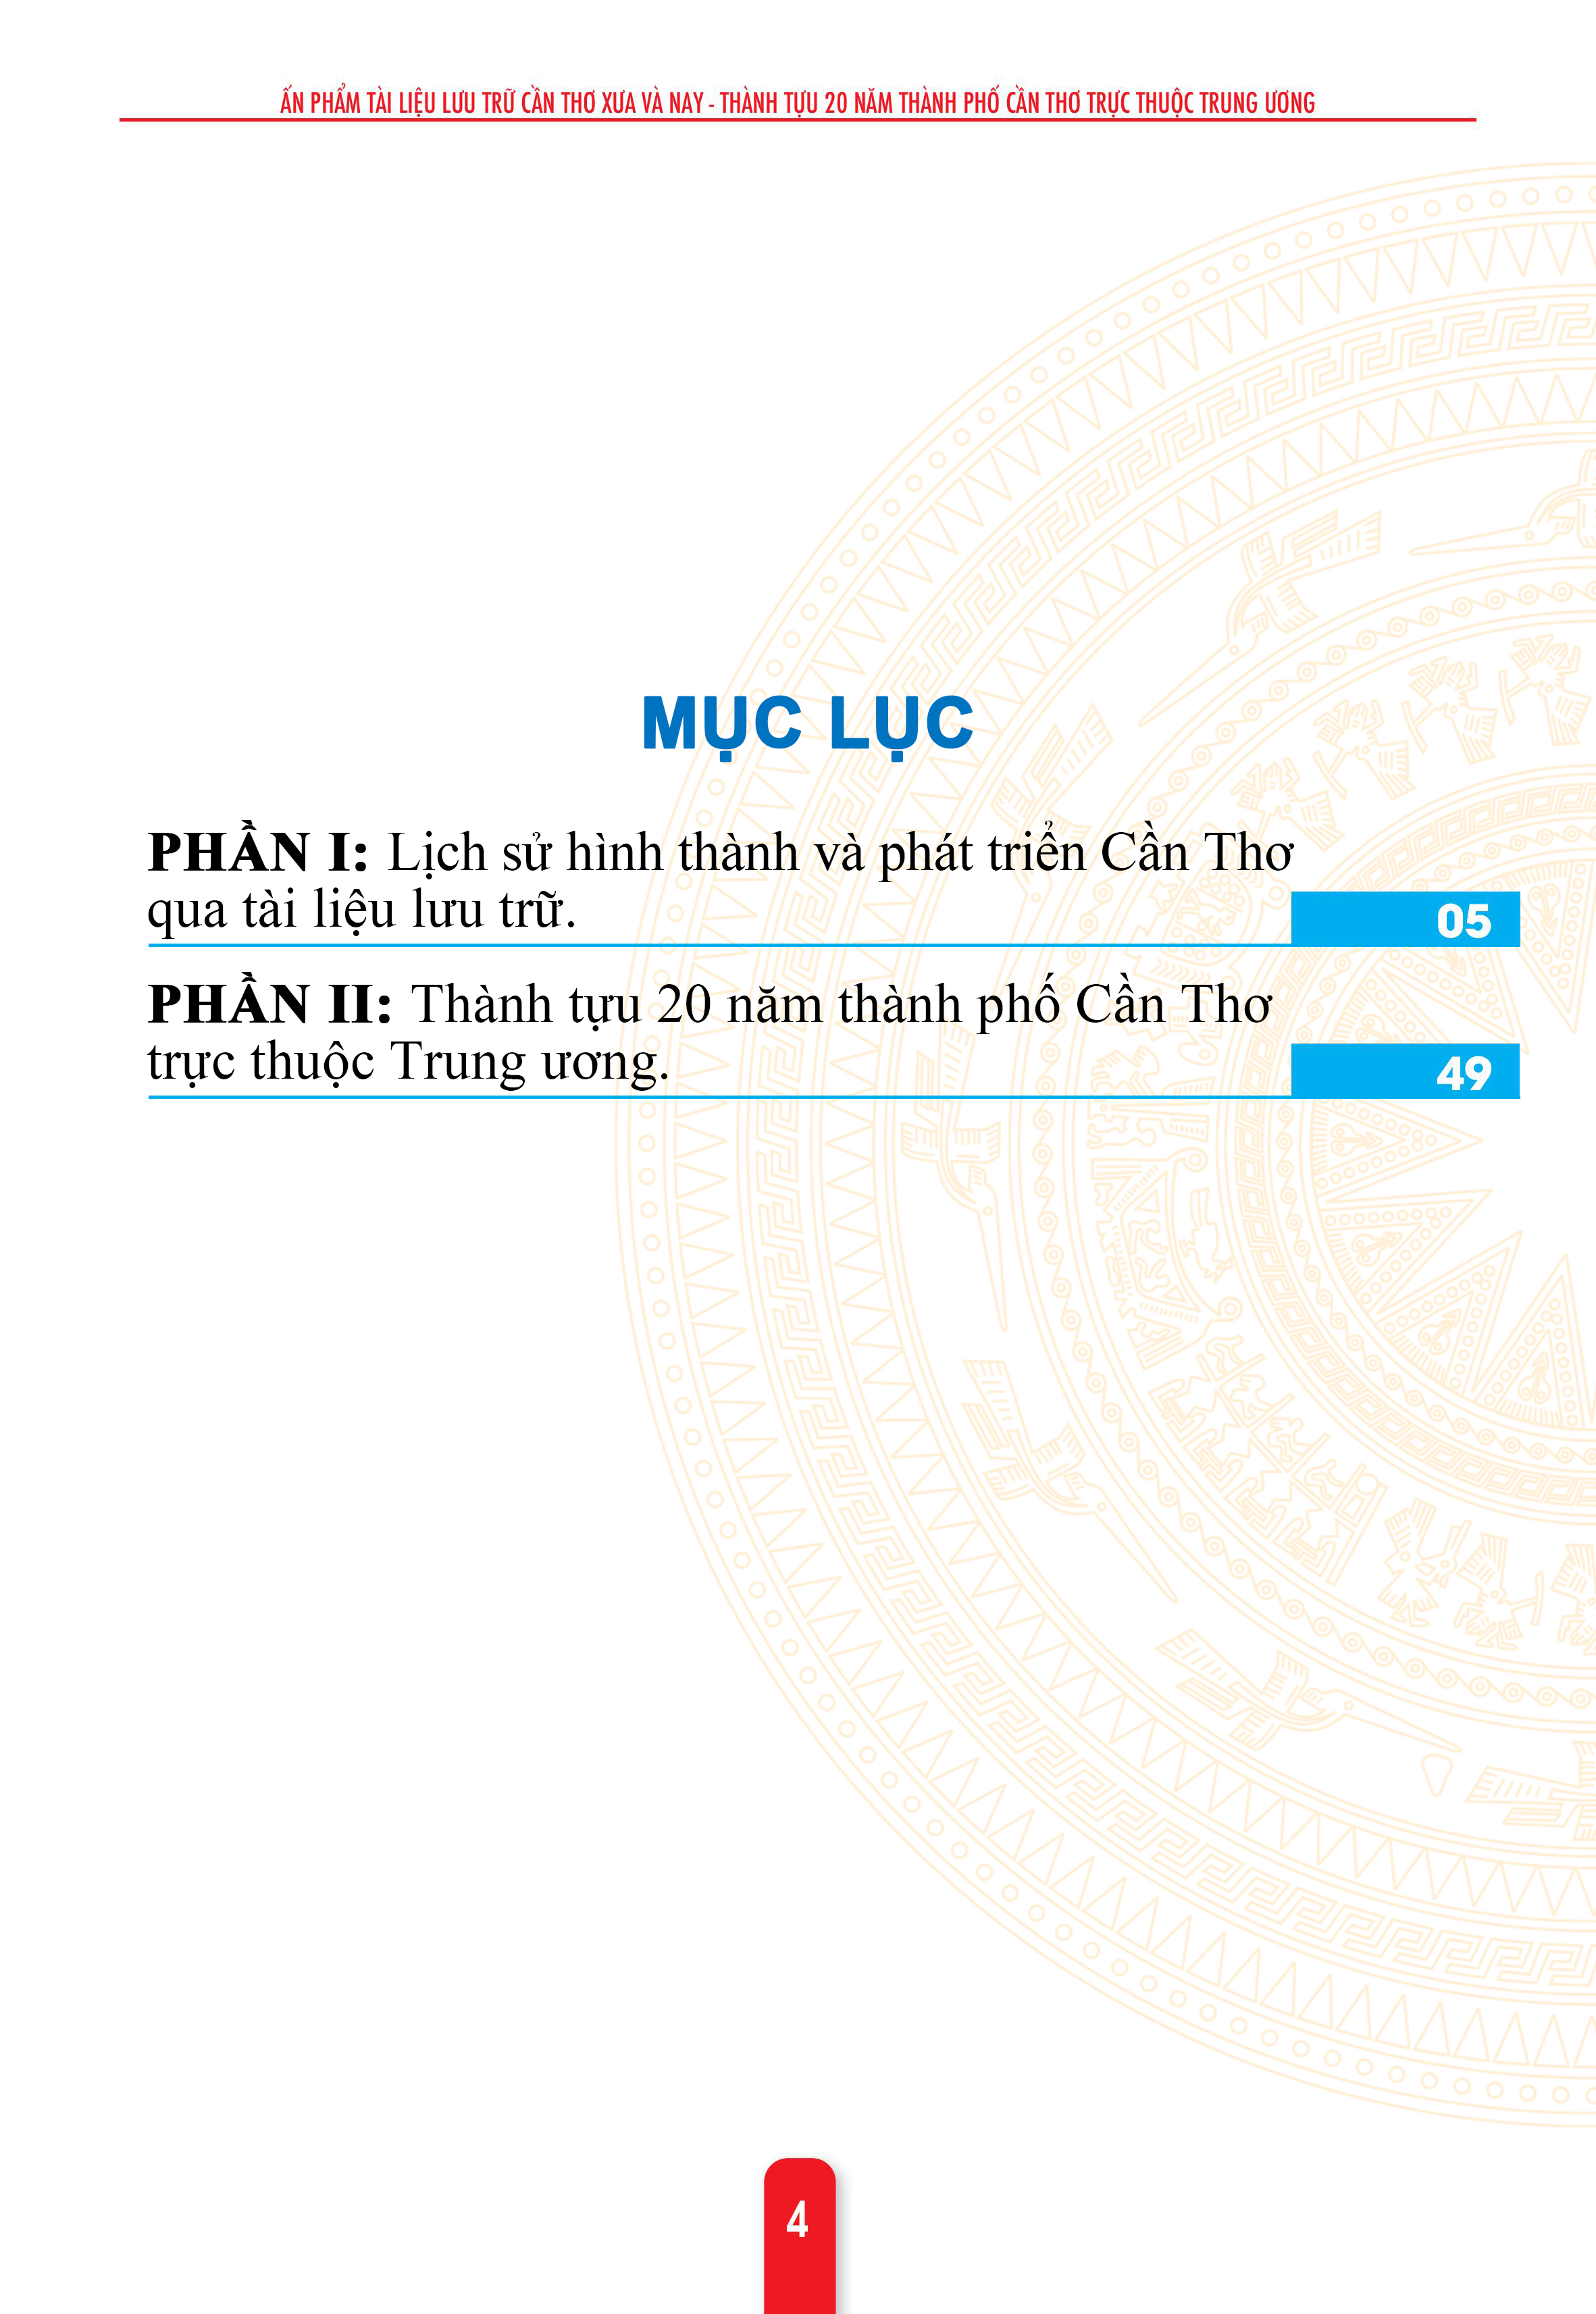 ẤN PHẨM TÀI LIỆU LƯU TRỮ CẦN THƠ XƯA VÀ NAY - THÀNH TỰU 20 NĂM THÀNH PHỐ CẦN THƠ TRỰC THUỘC TRUNG ƯƠNG
MỤC LỤC
PHẦN I: Lịch sử hình thành và phát triển Cần Thơ
qua tài liệu lưu trữ.
05
PHẦN II: Thành tựu 20 năm thành phố Cần Thơ
trực thuộc Trung ương.
49
4